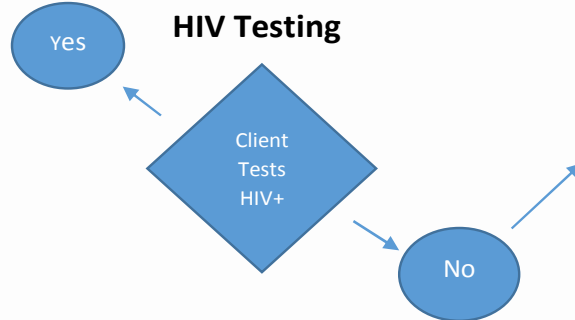 HIV Testing
Yes
Client
Tests
HIV+
No